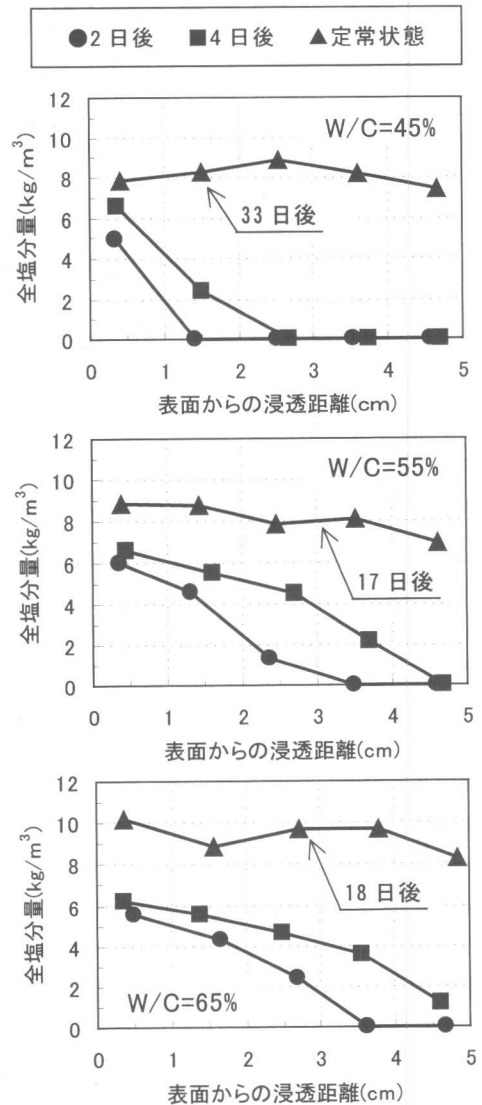 ●2日後 ■4日後 ▲定常状態
12
10
8
6
4
2
0
全塩分量(kg/m³)
W/C=45%
33日後
0 1 2 3 4 5
表面からの浸透距離(cm)
12
10
8
6
4
2
0
全塩分量(kg/m³)
W/C=55%
17日後
0 1 2 3 4 5
表面からの浸透距離(cm)
12
10
8
6
4
2
0
全塩分量(kg/m³)
18日後
W/C=65%
0 1 2 3 4 5
表面からの浸透距離(cm)